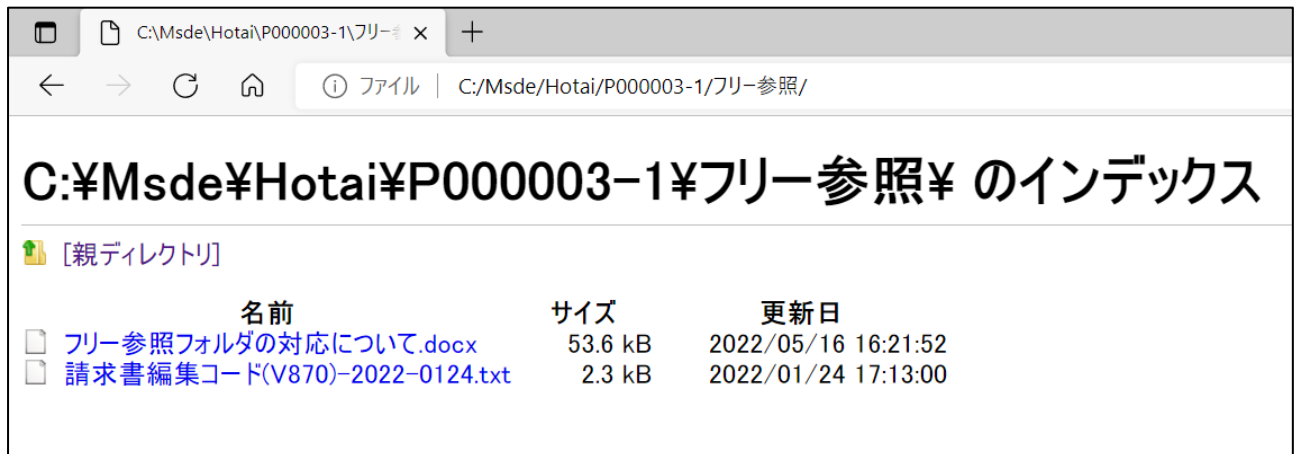 C:\Msde\Hotai\P000003-1\フリー
ファイル C:/Msde/Hotai/P000003-1/フリー参照/
C:¥Msde¥Hotai¥P000003-1¥フリー参照¥ のインデックス
[親ディレクトリ]
名前 サイズ 更新日
フリー参照フォルダの対応について.docx 53.6 kB 2022/05/16 16:21:52
請求書編集コード(V870)-2022-0124.txt 2.3 kB 2022/01/24 17:13:00